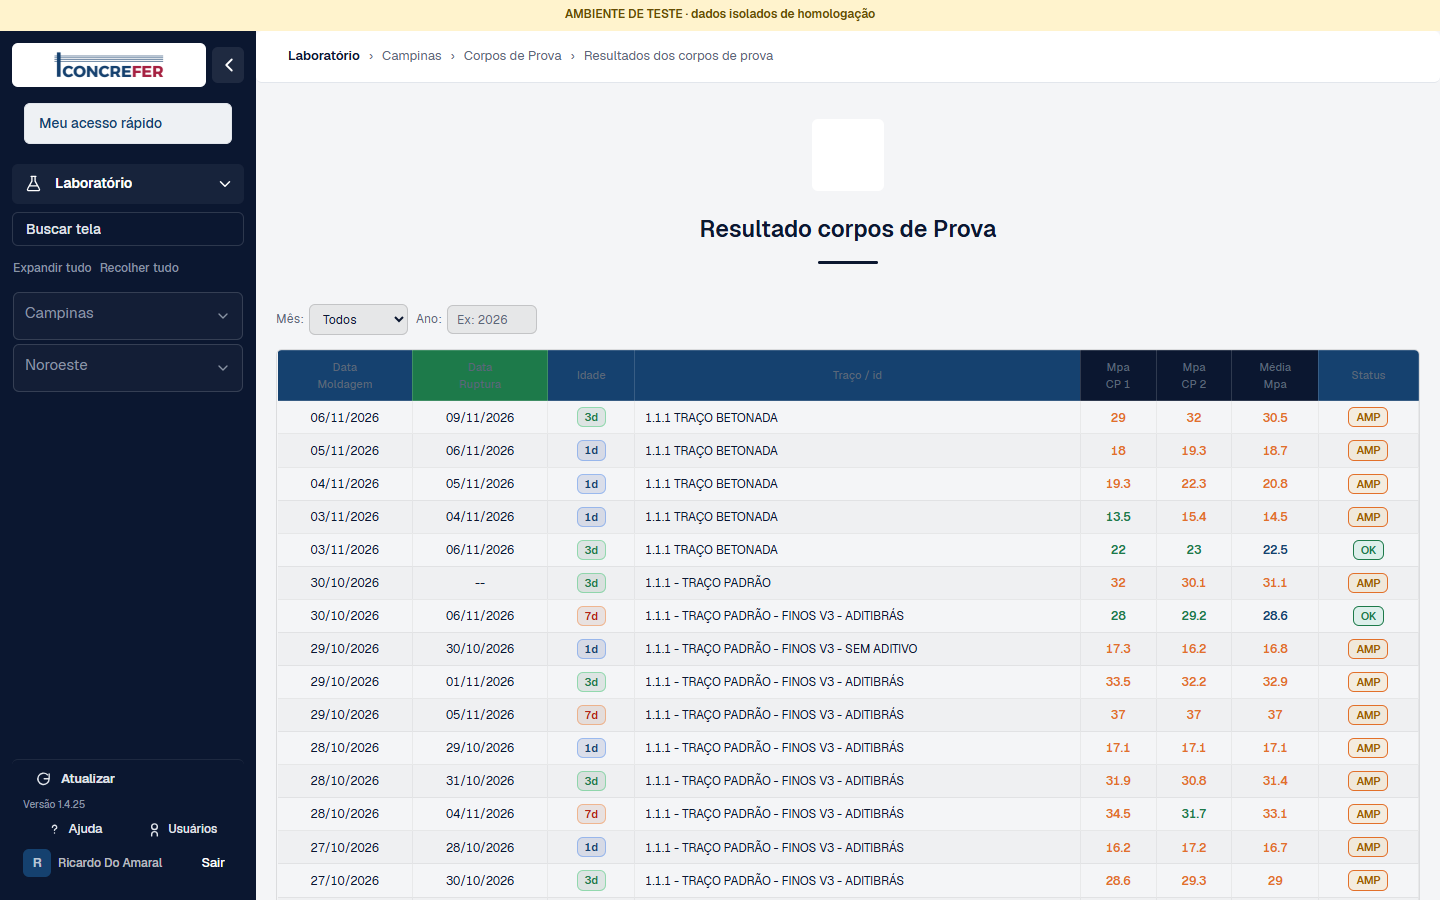 AMBIENTE DE TESTE · dados isolados de homologação
CONCREFER
Meu acesso rápido
Laboratório
Buscar tela
Expandir tudo Recolher tudo
Campinas
Noroeste
Atualizar
Versão 1.4.25
? Ajuda Usuários
R Ricardo Do Amaral Sair
Laboratório › Campinas › Corpos de Prova › Resultados dos corpos de prova
Resultado corpos de Prova
Mês: Todos Ano: Ex: 2026
Data Moldagem Data Ruptura Idade Traço / id Mpa CP 1 Mpa CP 2 Média Mpa Status
06/11/2026 09/11/2026 3d 1.1.1 TRAÇO BETONADA 29 32 30.5 AMP
05/11/2026 06/11/2026 1d 1.1.1 TRAÇO BETONADA 18 19.3 18.7 AMP
04/11/2026 05/11/2026 1d 1.1.1 TRAÇO BETONADA 19.3 22.3 20.8 AMP
03/11/2026 04/11/2026 1d 1.1.1 TRAÇO BETONADA 13.5 15.4 14.5 AMP
03/11/2026 06/11/2026 3d 1.1.1 TRAÇO BETONADA 22 23 22.5 OK
30/10/2026 -- 3d 1.1.1 - TRAÇO PADRÃO 32 30.1 31.1 AMP
30/10/2026 06/11/2026 7d 1.1.1 - TRAÇO PADRÃO - FINOS V3 - ADITIBRÁS 28 29.2 28.6 OK
29/10/2026 30/10/2026 1d 1.1.1 - TRAÇO PADRÃO - FINOS V3 - SEM ADITIVO 17.3 16.2 16.8 AMP
29/10/2026 01/11/2026 3d 1.1.1 - TRAÇO PADRÃO - FINOS V3 - ADITIBRÁS 33.5 32.2 32.9 AMP
29/10/2026 05/11/2026 7d 1.1.1 - TRAÇO PADRÃO - FINOS V3 - ADITIBRÁS 37 37 37 AMP
28/10/2026 29/10/2026 1d 1.1.1 - TRAÇO PADRÃO - FINOS V3 - ADITIBRÁS 17.1 17.1 17.1 AMP
28/10/2026 31/10/2026 3d 1.1.1 - TRAÇO PADRÃO - FINOS V3 - ADITIBRÁS 31.9 30.8 31.4 AMP
28/10/2026 04/11/2026 7d 1.1.1 - TRAÇO PADRÃO - FINOS V3 - ADITIBRÁS 34.5 31.7 33.1 AMP
27/10/2026 28/10/2026 1d 1.1.1 - TRAÇO PADRÃO - FINOS V3 - ADITIBRÁS 16.2 17.2 16.7 AMP
27/10/2026 30/10/2026 3d 1.1.1 - TRAÇO PADRÃO - FINOS V3 - ADITIBRÁS 28.6 29.3 29 AMP